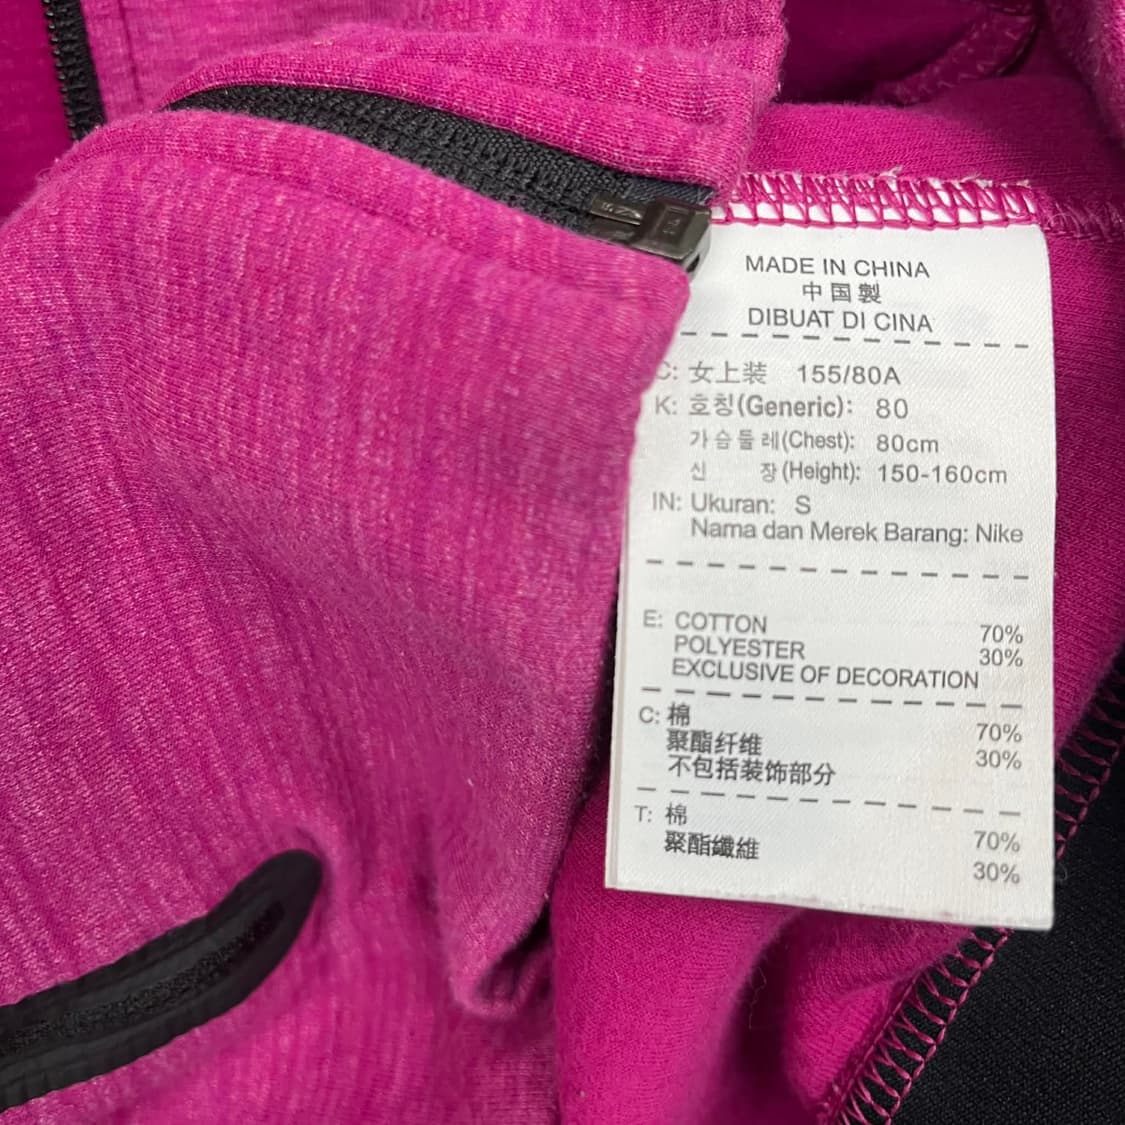 MADE IN CHINA
中国製
DIBUAT DI CINA
C: 女上装 155/80A
K: 호칭(Generic): 80
가슴둘레(Chest): 80cm
신 장(Height): 150-160cm
IN: Ukuran: S
Nama dan Merek Barang: Nike
E: COTTON 70%
POLYESTER 30%
EXCLUSIVE OF DECORATION
C: 棉 70%
聚酯纤维 30%
不包括装饰部分
T: 棉 70%
聚酯纖維 30%